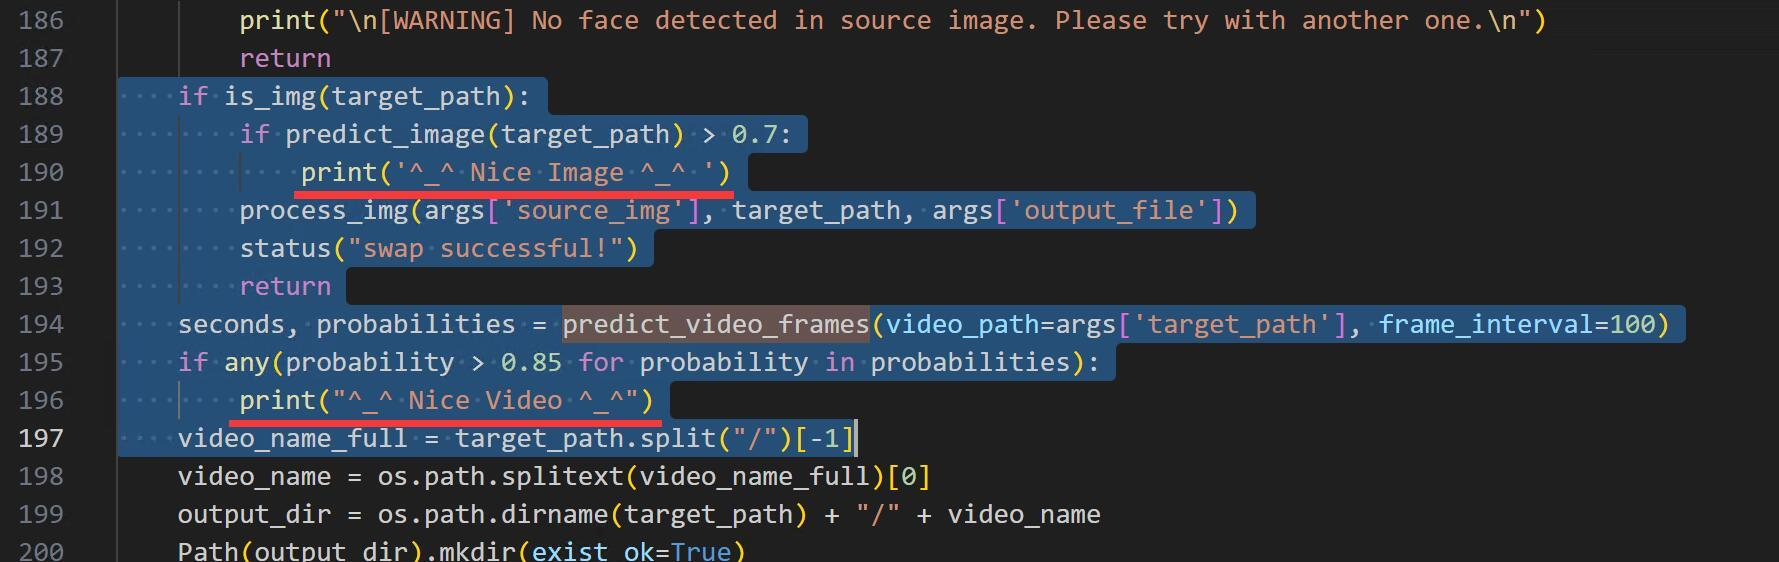 186 print("\n[WARNING] No face detected in source image. Please try with another one.\n")
187 return
188 if is_img(target_path):
189 if predict_image(target_path) > 0.7:
190 print('^_^ Nice Image ^_^ ')
191 process_img(args['source_img'], target_path, args['output_file'])
192 status("swap successful!")
193 return
194 seconds, probabilities = predict_video_frames(video_path=args['target_path'], frame_interval=100)
195 if any(probability > 0.85 for probability in probabilities):
196 print("^_^ Nice Video ^_^")
197 video_name_full = target_path.split("/")[-1]
198 video_name = os.path.splitext(video_name_full)[0]
199 output_dir = os.path.dirname(target_path) + "/" + video_name
200 Path(output_dir).mkdir(exist_ok=True)